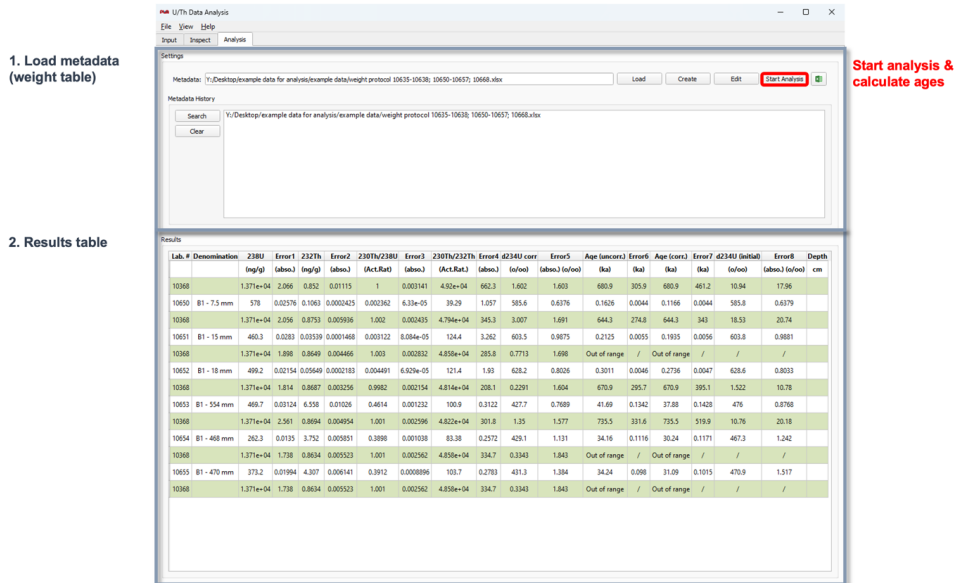 U/Th Data Analysis
File View Help
Input Inspect Analysis
1. Load metadata
(weight table)
Settings
Metadata: Y:/Desktop/example data for analysis/example data/weight protocol 10635-10638; 10650-10657; 10668.xlsx Load Create Edit Start Analysis
Start analysis &
calculate ages
Metadata History
Search Y:/Desktop/example data for analysis/example data/weight protocol 10635-10638; 10650-10657; 10668.xlsx
Clear
2. Results table
Results
Lab. # Denomination 238U Error1 232Th Error2 230Th/238U Error3 230Th/232Th Error4 d234U corr Error5 Age (uncorr.) Error6 Age (corr.) Error7 d234U (initial) Error8 Depth
(ng/g) (abso.) (ng/g) (abso.) (Act.Rat) (abso.) (Act.Rat.) (abso.) (o/oo) (abso.) (o/oo) (ka) (ka) (ka) (ka) (o/oo) (abso.) (o/oo) cm
10368 1.371e+04 2.066 0.852 0.01115 1 0.003141 4.92e+04 662.3 1.602 1.603 680.9 305.9 680.9 461.2 10.94 17.96
10650 B1 - 7.5 mm 578 0.02576 0.1063 0.0002425 0.002362 6.33e-05 39.29 1.057 585.6 0.6376 0.1626 0.0044 0.1166 0.0044 585.8 0.6379
10368 1.371e+04 2.056 0.8753 0.005936 1.002 0.002435 4.794e+04 345.3 3.007 1.691 644.3 274.8 644.3 343 18.53 20.74
10651 B1 - 15 mm 460.3 0.0283 0.03539 0.0001468 0.003122 8.084e-05 124.4 3.262 603.5 0.9875 0.2125 0.0055 0.1935 0.0056 603.8 0.9881
10368 1.371e+04 1.898 0.8649 0.004466 1.003 0.002832 4.858e+04 285.8 0.7713 1.698 Out of range / Out of range / / /
10652 B1 - 18 mm 499.2 0.02154 0.05649 0.0002183 0.004491 6.929e-05 121.4 1.93 628.2 0.8026 0.3011 0.0046 0.2736 0.0047 628.6 0.8033
10368 1.371e+04 1.814 0.8687 0.003256 0.9982 0.002154 4.814e+04 208.1 0.2291 1.604 670.9 295.7 670.9 395.1 1.522 10.78
10653 B1 - 554 mm 469.7 0.03124 6.558 0.01026 0.4614 0.001232 100.9 0.3122 427.7 0.7689 41.69 0.1342 37.88 0.1428 476 0.8768
10368 1.371e+04 2.561 0.8694 0.004954 1.001 0.002596 4.822e+04 301.8 1.35 1.577 735.5 331.6 735.5 519.9 10.76 20.18
10654 B1 - 468 mm 262.3 0.0135 3.752 0.005851 0.3898 0.001038 83.38 0.2572 429.1 1.131 34.16 0.1116 30.24 0.1171 467.3 1.242
10368 1.371e+04 1.738 0.8634 0.005523 1.001 0.002562 4.858e+04 334.7 0.3343 1.843 Out of range / Out of range / / /
10655 B1 - 470 mm 373.2 0.01994 4.307 0.006141 0.3912 0.0008896 103.7 0.2783 431.3 1.384 34.24 0.098 31.09 0.1015 470.9 1.517
10368 1.371e+04 1.738 0.8634 0.005523 1.001 0.002562 4.858e+04 334.7 0.3343 1.843 Out of range / Out of range / / /